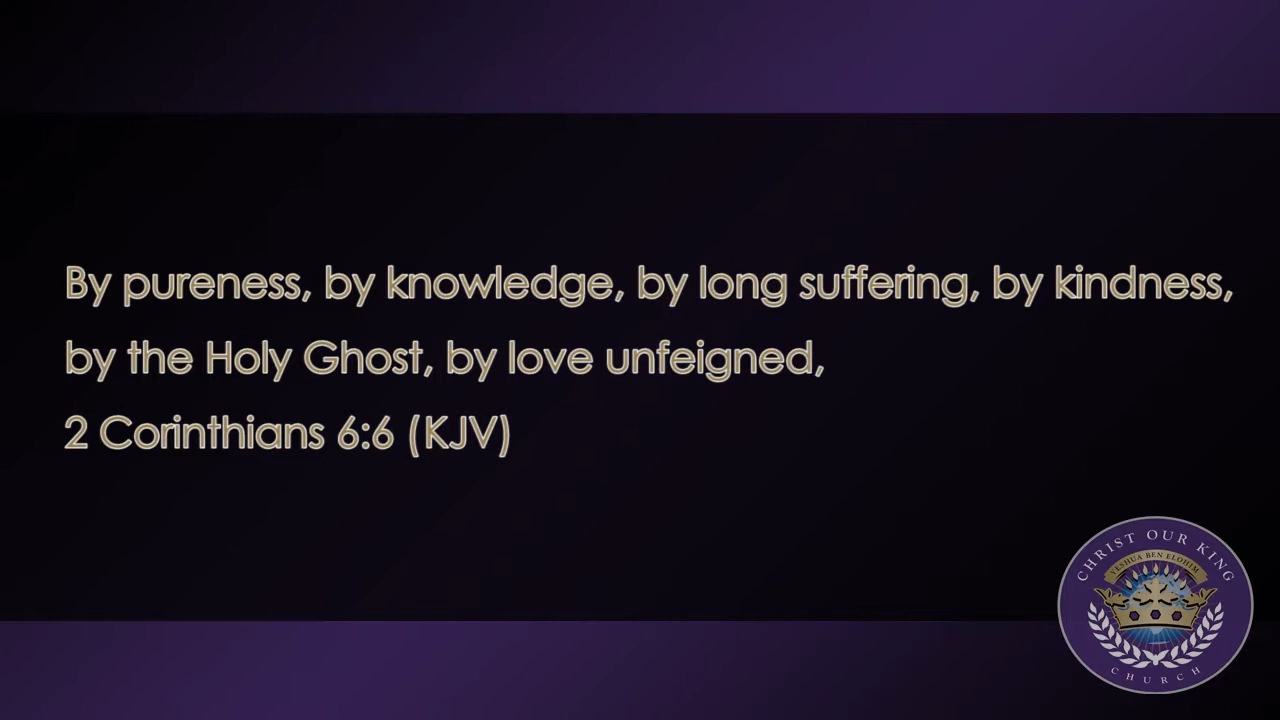 By pureness, by knowledge, by long suffering, by kindness,
by the Holy Ghost, by love unfeigned,
2 Corinthians 6:6 (KJV)
CHRIST OUR KING
YESHUA BEN ELOHIM
CHURCH